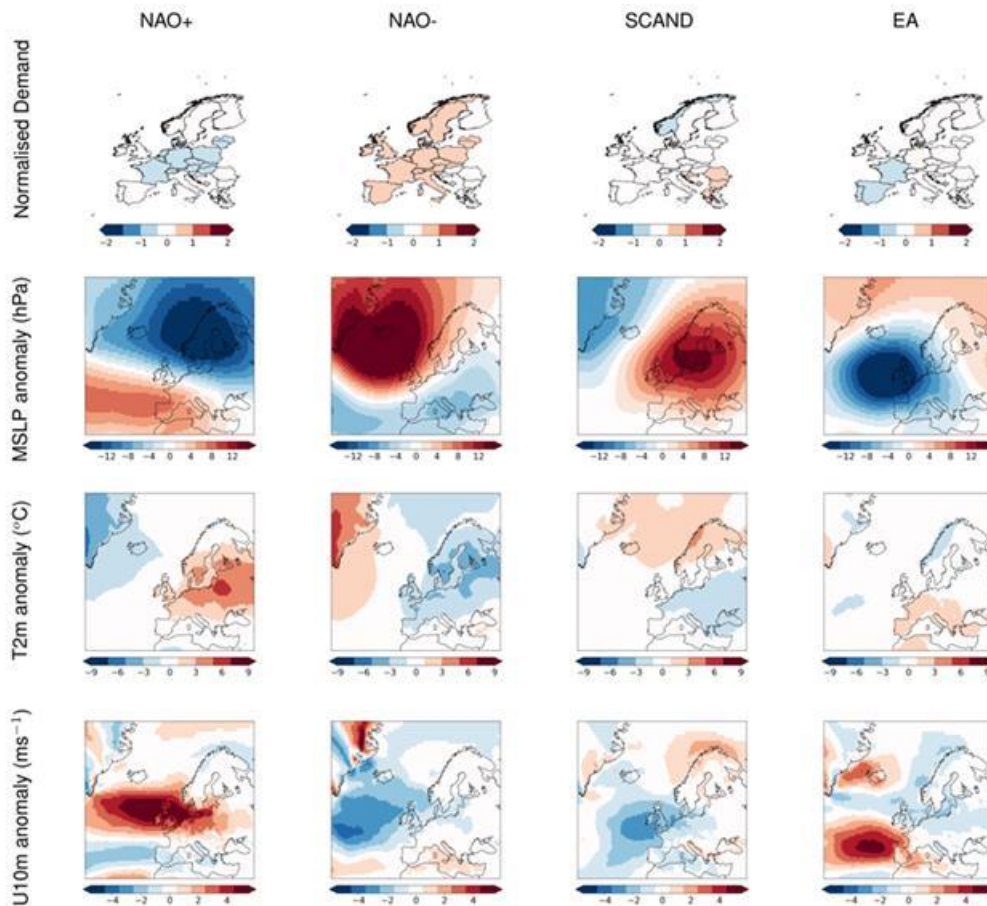 NAO+ NAO- SCAND EA
Normalised Demand
−2 −1 0 1 2 −2 −1 0 1 2 −2 −1 0 1 2 −2 −1 0 1 2
MSLP anomaly (hPa)
−12 −8 −4 0 4 8 12 −12 −8 −4 0 4 8 12 −12 −8 −4 0 4 8 12 −12 −8 −4 0 4 8 12
T2m anomaly (°C)
−9 −6 −3 0 3 6 9 −9 −6 −3 0 3 6 9 −9 −6 −3 0 3 6 9 −9 −6 −3 0 3 6 9
U10m anomaly (ms⁻¹)
−4 −2 0 2 4 −4 −2 0 2 4 −4 −2 0 2 4 −4 −2 0 2 4